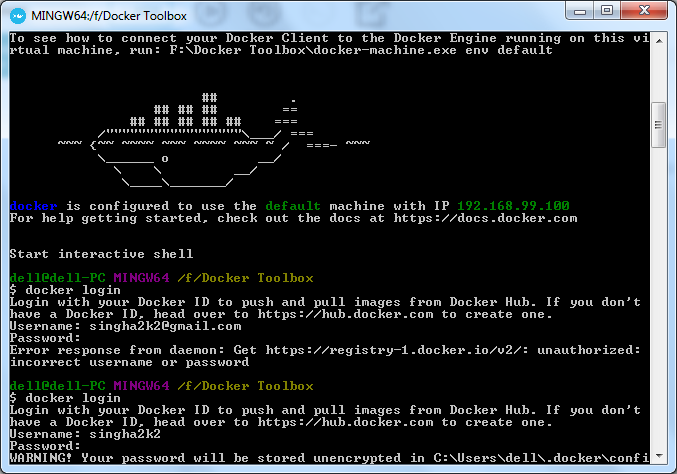 MINGW64:/f/Docker Toolbox
To see how to connect your Docker Client to the Docker Engine running on this vi
rtual machine, run: F:\Docker Toolbox\docker-machine.exe env default
                        ##         .
                  ## ## ##        ==
               ## ## ## ## ##    ===
           /"""""""""""""""""\___/ ===
      ~~~ {~~ ~~~~ ~~~ ~~~~ ~~~ ~ /  ===- ~~~
           \______ o           __/
             \    \         __/
              \____\_______/
docker is configured to use the default machine with IP 192.168.99.100
For help getting started, check out the docs at https://docs.docker.com
Start interactive shell
dell@dell-PC MINGW64 /f/Docker Toolbox
$ docker login
Login with your Docker ID to push and pull images from Docker Hub. If you don't
have a Docker ID, head over to https://hub.docker.com to create one.
Username: singha2k2@gmail.com
Password:
Error response from daemon: Get https://registry-1.docker.io/v2/: unauthorized:
incorrect username or password
dell@dell-PC MINGW64 /f/Docker Toolbox
$ docker login
Login with your Docker ID to push and pull images from Docker Hub. If you don't
have a Docker ID, head over to https://hub.docker.com to create one.
Username: singha2k2
Password:
WARNING! Your password will be stored unencrypted in C:\Users\dell\.docker\confi